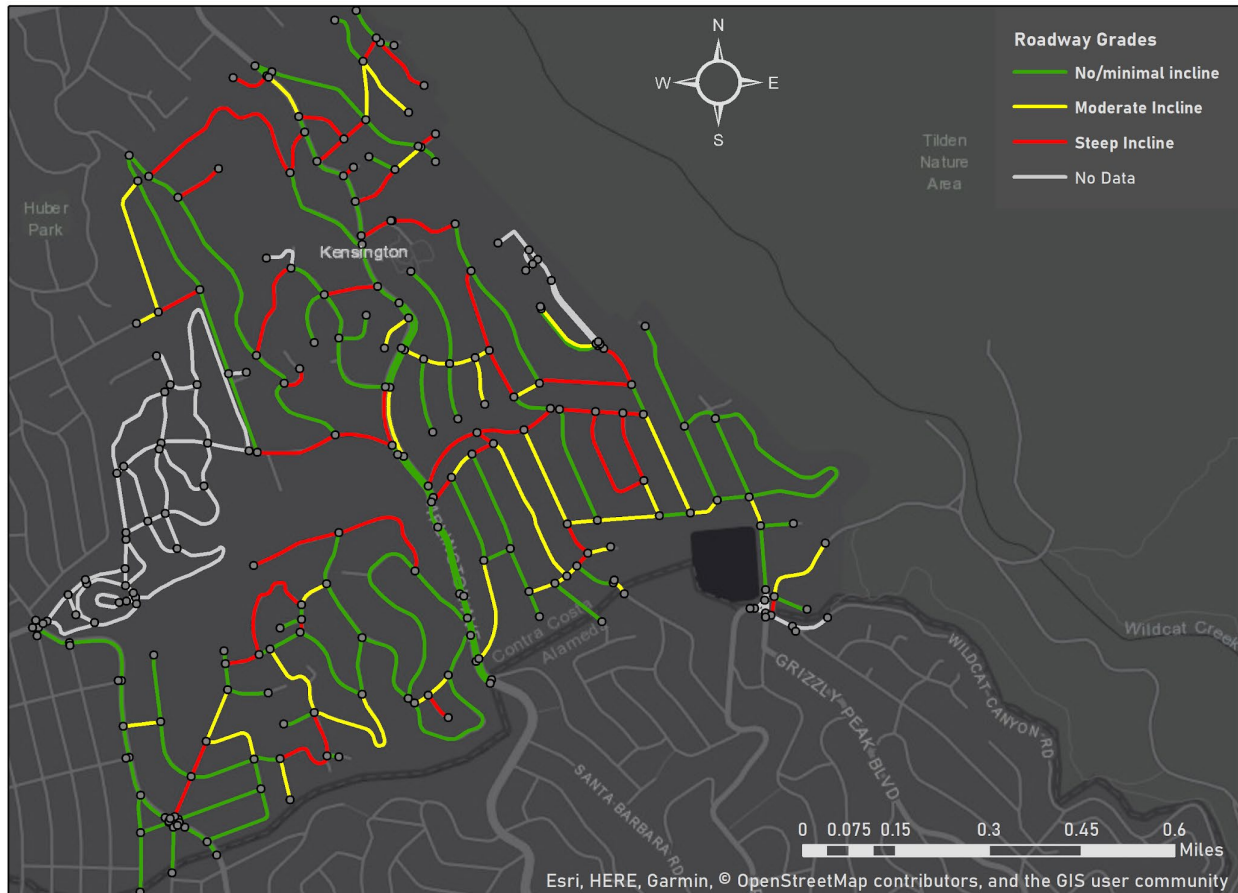 N
W E
S
Roadway Grades
No/minimal incline
Moderate Incline
Steep Incline
No Data
Tilden
Nature
Area
Huber
Park
Kensington
ARLINGTON AVE
Contra Costa
Alameda
Wildcat Creek
GRIZZLY PEAK BLVD
WILDCAT CANYON RD
SANTA BARBARA RD
0 0.075 0.15 0.3 0.45 0.6
Miles
Esri, HERE, Garmin, © OpenStreetMap contributors, and the GIS user community